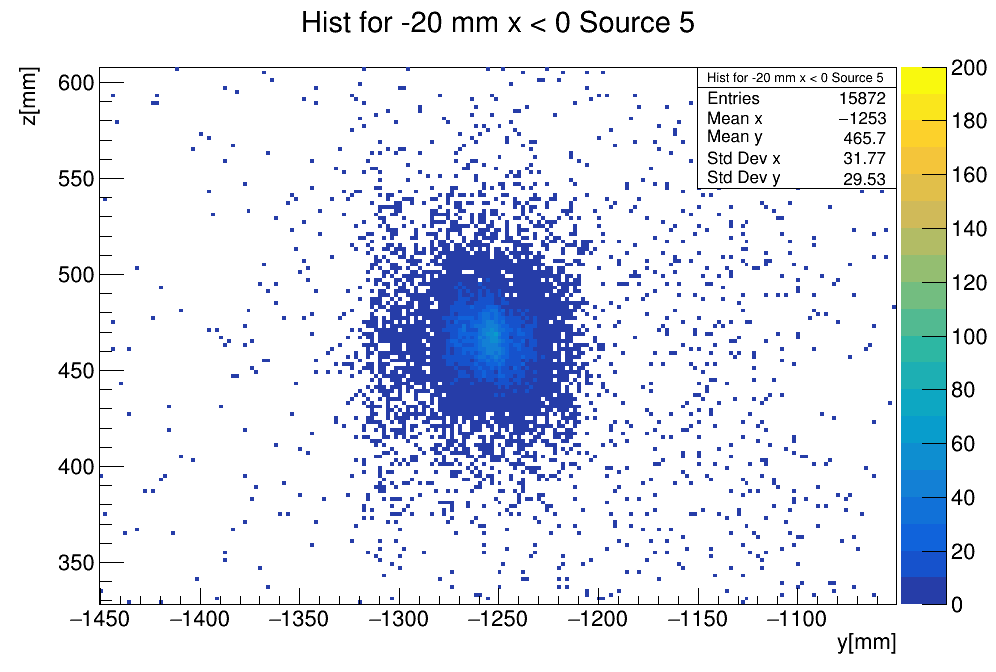 Hist for -20 mm x < 0 Source 5
z[mm]
600
550
500
450
400
350
−1450 −1400 −1350 −1300 −1250 −1200 −1150 −1100
y[mm]
Hist for -20 mm x < 0 Source 5
Entries 15872
Mean x −1253
Mean y 465.7
Std Dev x 31.77
Std Dev y 29.53
200
180
160
140
120
100
80
60
40
20
0